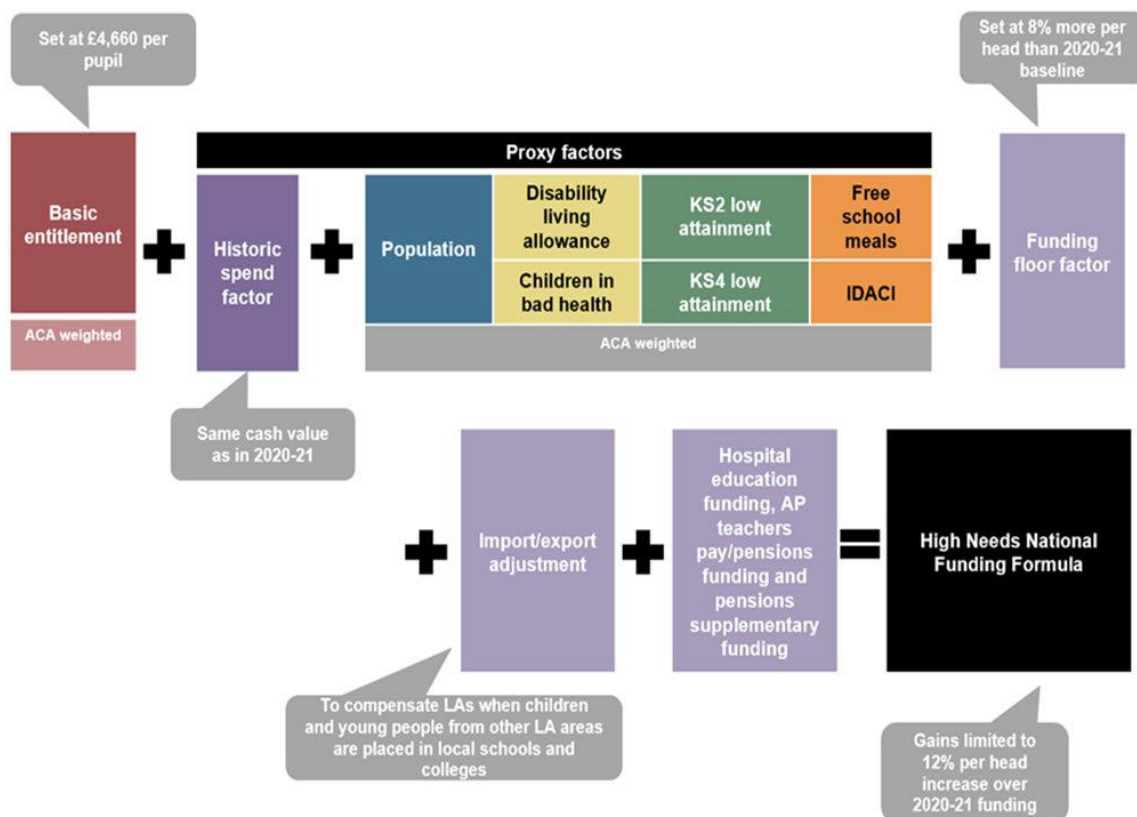 Set at £4,660 per
pupil
Set at 8% more per
head than 2020-21
baseline
Basic
entitlement
ACA weighted
Proxy factors
Historic
spend
factor
Population
Disability
living
allowance
KS2 low
attainment
Free
school
meals
Children in
bad health
KS4 low
attainment
IDACI
ACA weighted
Funding
floor factor
Same cash value
as in 2020-21
Import/export
adjustment
Hospital
education
funding, AP
teachers
pay/pensions
funding and
pensions
supplementary
funding
High Needs National
Funding Formula
To compensate LAs when children
and young people from other LA areas
are placed in local schools and
colleges
Gains limited to
12% per head
increase over
2020-21 funding